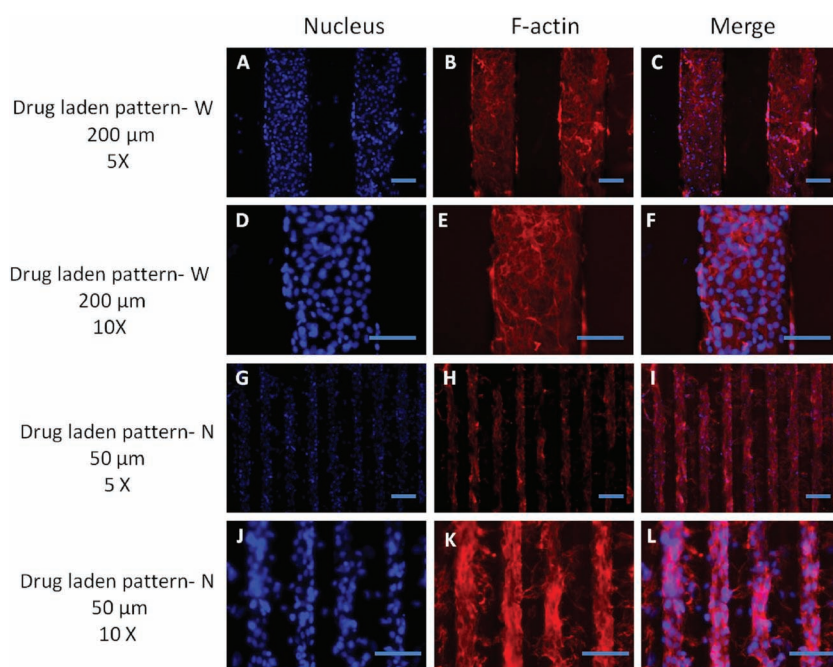 Nucleus F-actin Merge
A B C
Drug laden pattern- W
200 μm
5X
D E F
Drug laden pattern- W
200 μm
10X
G H I
Drug laden pattern- N
50 μm
5 X
J K L
Drug laden pattern- N
50 μm
10 X